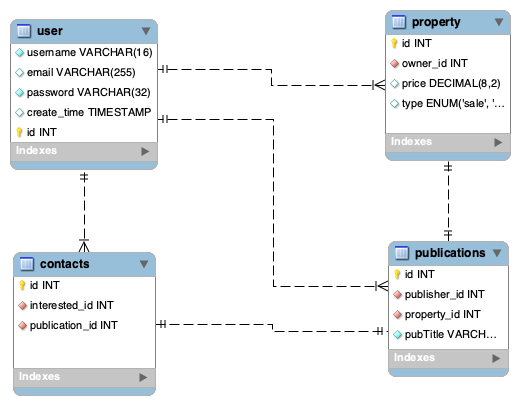 user
username VARCHAR(16)
email VARCHAR(255)
password VARCHAR(32)
create_time TIMESTAMP
id INT
Indexes
property
id INT
owner_id INT
price DECIMAL(8,2)
type ENUM('sale', '...
Indexes
contacts
id INT
interested_id INT
publication_id INT
Indexes
publications
id INT
publisher_id INT
property_id INT
pubTitle VARCH...
Indexes